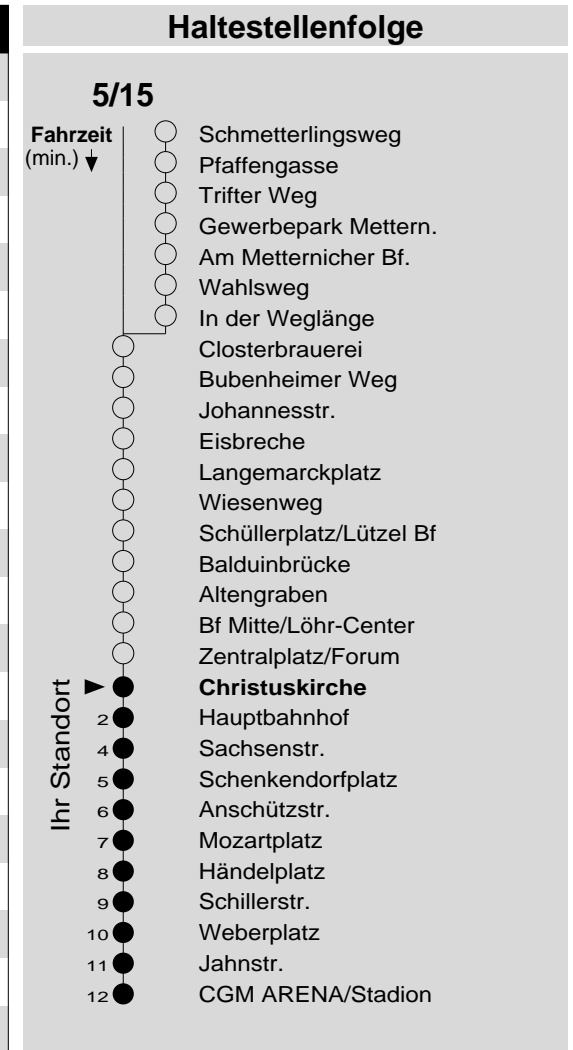 Haltestellenfolge
5/15
Fahrzeit
(min.)
Schmetterlingsweg
Pfaffengasse
Trifter Weg
Gewerbepark Mettern.
Am Metternicher Bf.
Wahlsweg
In der Weglänge
Closterbrauerei
Bubenheimer Weg
Johannesstr.
Eisbreche
Langemarckplatz
Wiesenweg
Schüllerplatz/Lützel Bf
Balduinbrücke
Altengraben
Bf Mitte/Löhr-Center
Zentralplatz/Forum
Ihr Standort
Christuskirche
2 Hauptbahnhof
4 Sachsenstr.
5 Schenkendorfplatz
6 Anschützstr.
7 Mozartplatz
8 Händelplatz
9 Schillerstr.
10 Weberplatz
11 Jahnstr.
12 CGM ARENA/Stadion